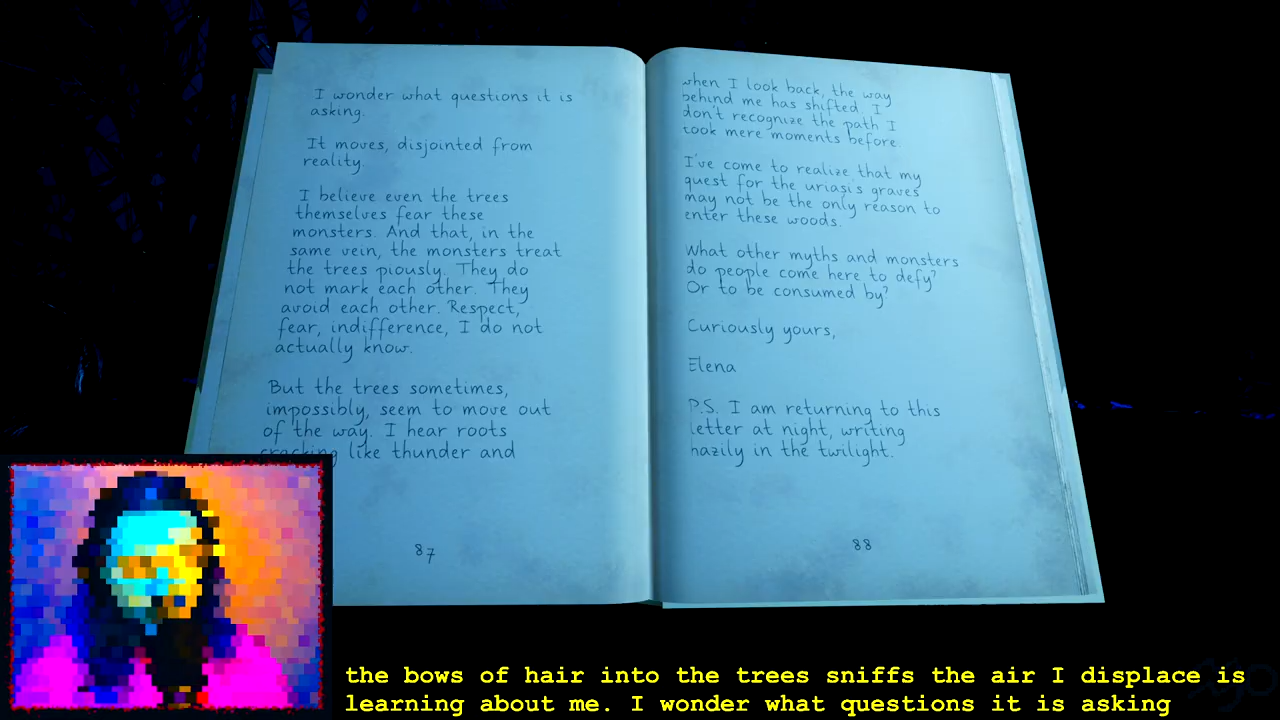 I wonder what questions it is
asking.
It moves, disjointed from
reality.
I believe even the trees
themselves fear these
monsters. And that, in the
same vein, the monsters treat
the trees piously. They do
not mark each other. They
avoid each other. Respect,
fear, indifference, I do not
actually know.
But the trees sometimes,
impossibly, seem to move out
of the way. I hear roots
cracking like thunder and
87
when I look back, the way
behind me has shifted. I
don't recognize the path I
took mere moments before.
I've come to realize that my
quest for the uriasi's graves
may not be the only reason to
enter these woods.
What other myths and monsters
do people come here to defy?
Or to be consumed by?
Curiously yours,
Elena
P.S. I am returning to this
letter at night, writing
hazily in the twilight.
88
the bows of hair into the trees sniffs the air I displace is
learning about me. I wonder what questions it is asking